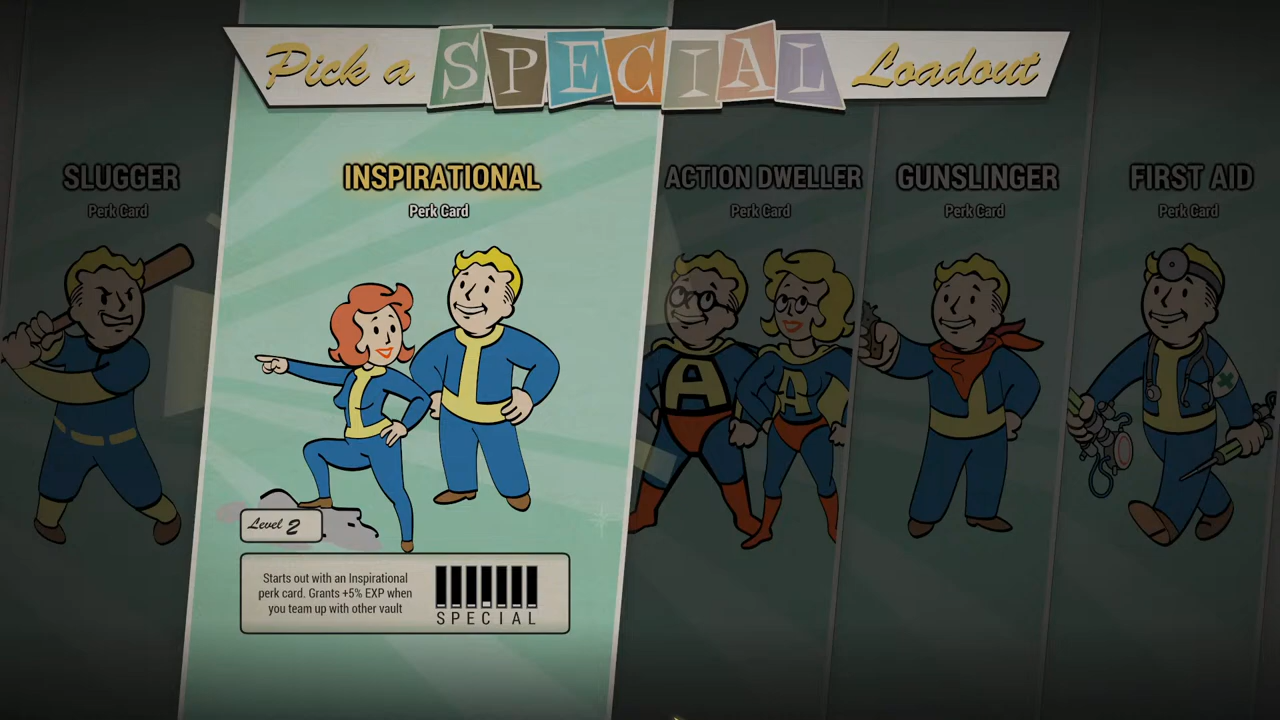 Pick a SPECIAL Loadout
SLUGGER
Perk Card
INSPIRATIONAL
Perk Card
ACTION DWELLER
Perk Card
GUNSLINGER
Perk Card
FIRST AID
Perk Card
A
A
Level 2
Starts out with an Inspirational
perk card. Grants +5% EXP when
you team up with other vault
SPECIAL